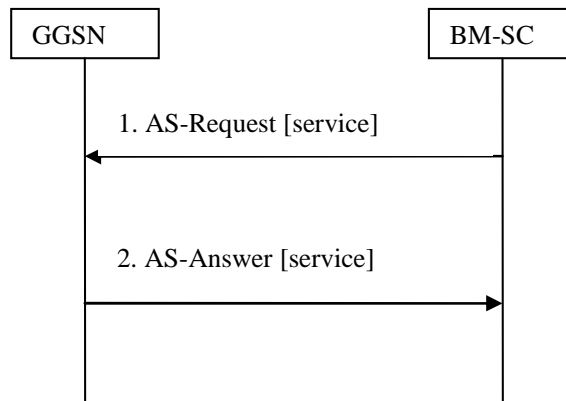 GGSN
BM-SC
1. AS-Request [service]
2. AS-Answer [service]